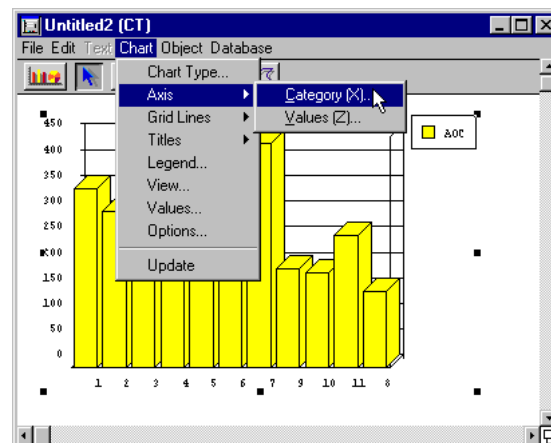 Untitled2 (CT)
File Edit Text Chart Object Database
Chart Type...
Axis
Grid Lines
Titles
Legend...
View...
Values...
Options...
Update
Category (X)...
Values (Z)...
AOC
450
400
350
300
250
200
150
100
50
0
1 2 3 4 5 6 7 9 10 11 8